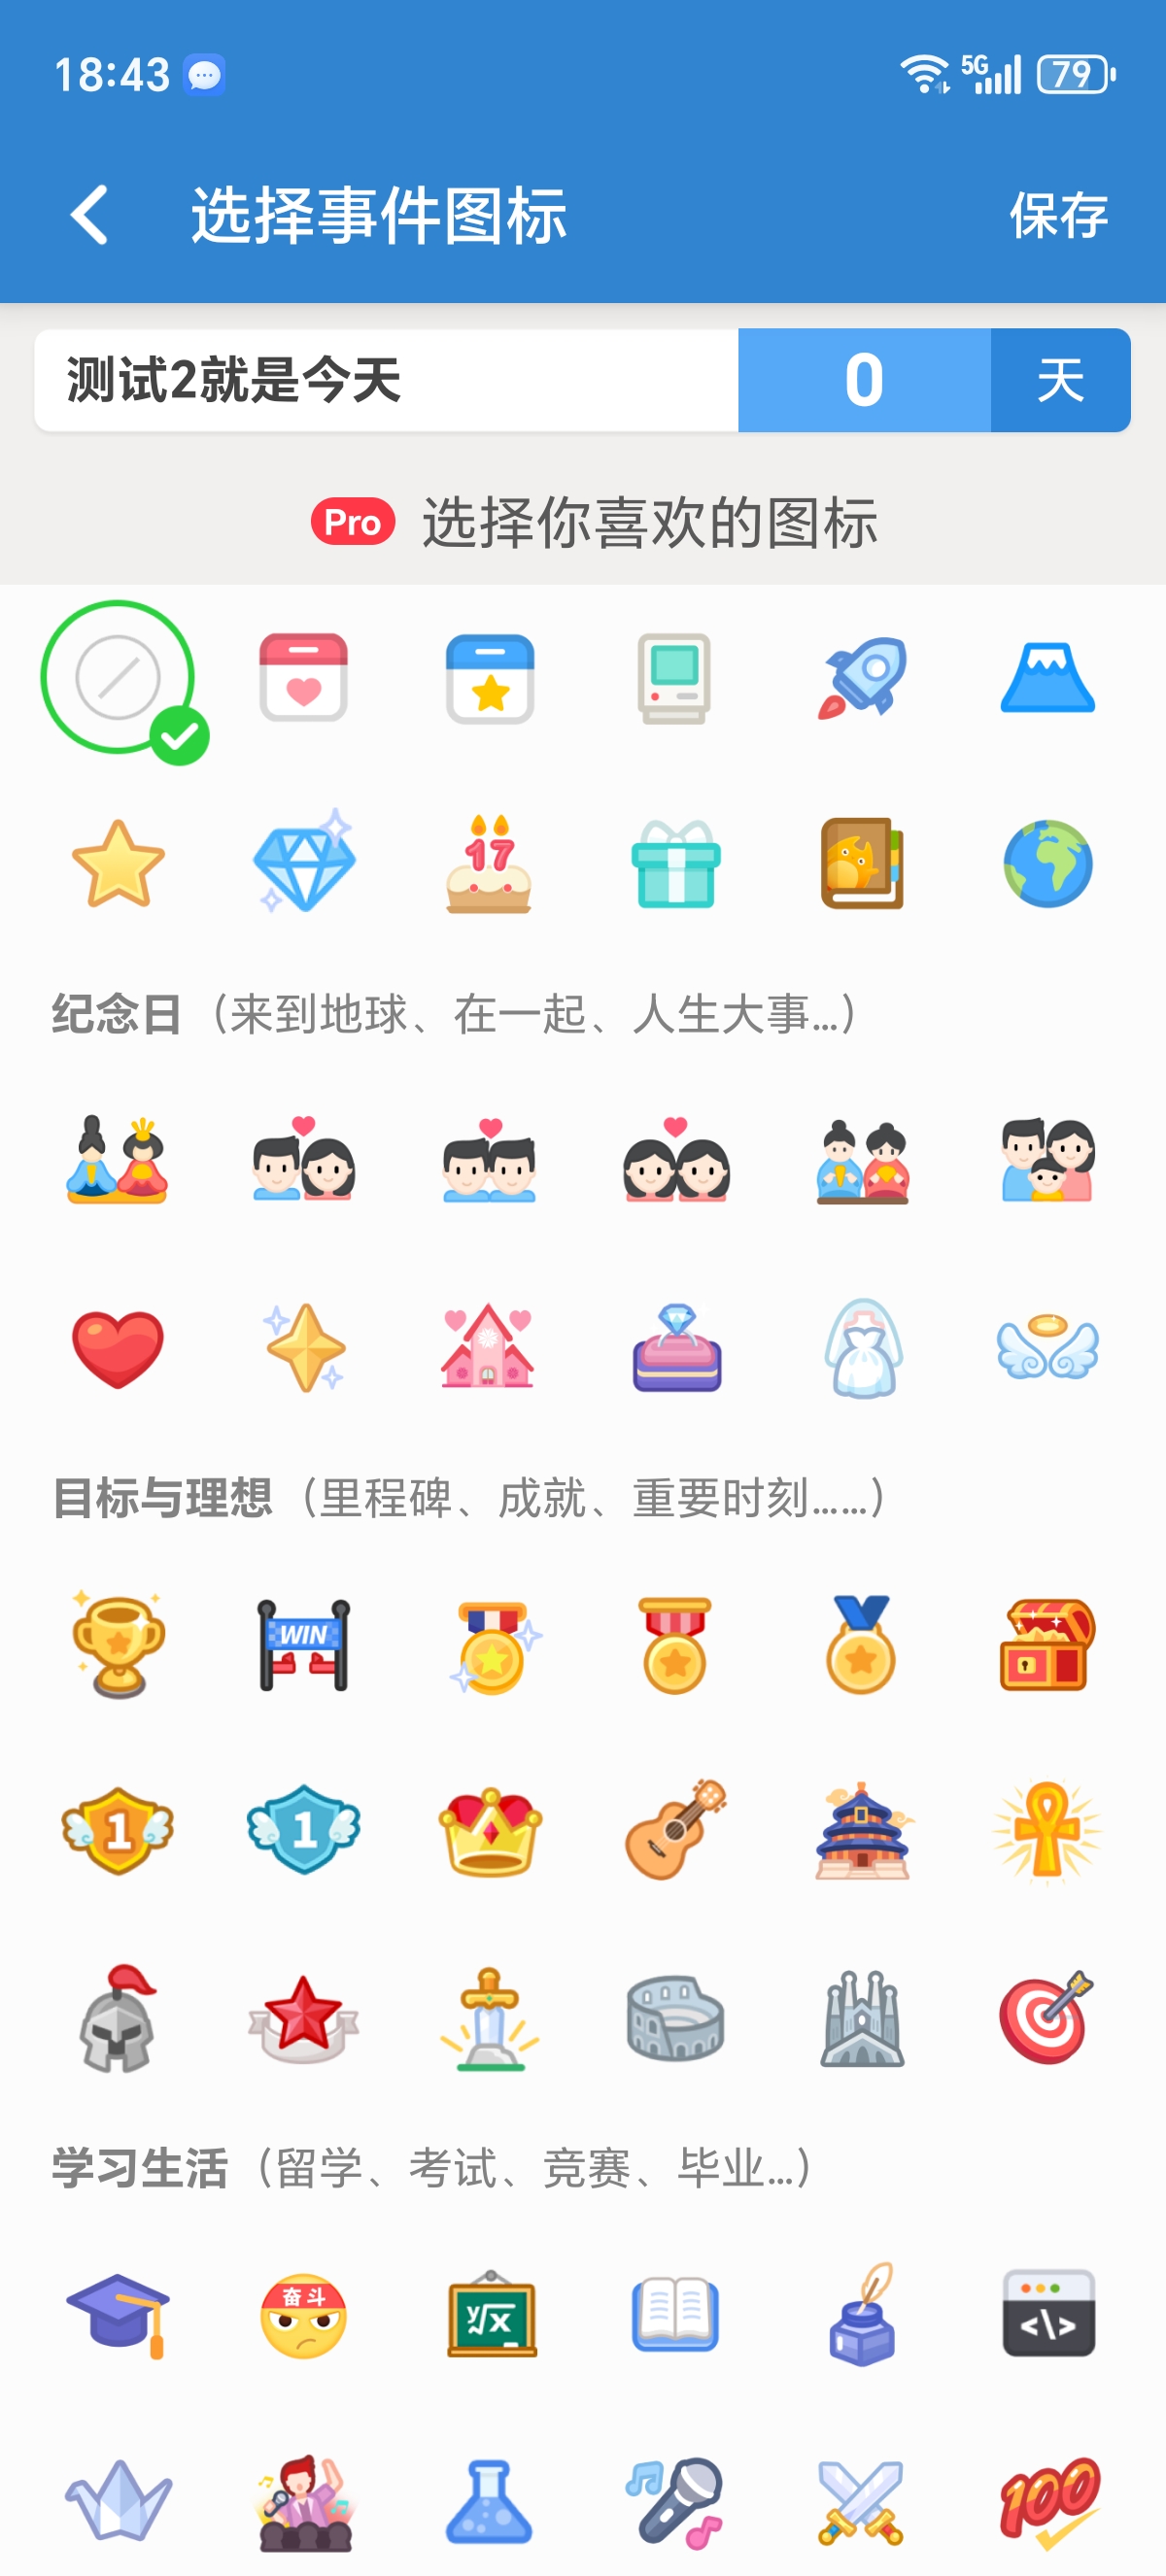 18:43 5G 79
选择事件图标 保存
测试2就是今天 0 天
Pro 选择你喜欢的图标
17
纪念日（来到地球、在一起、人生大事...）
目标与理想（里程碑、成就、重要时刻......）
WIN
1 1
学习生活（留学、考试、竞赛、毕业...）
奋斗 y√x </>
100